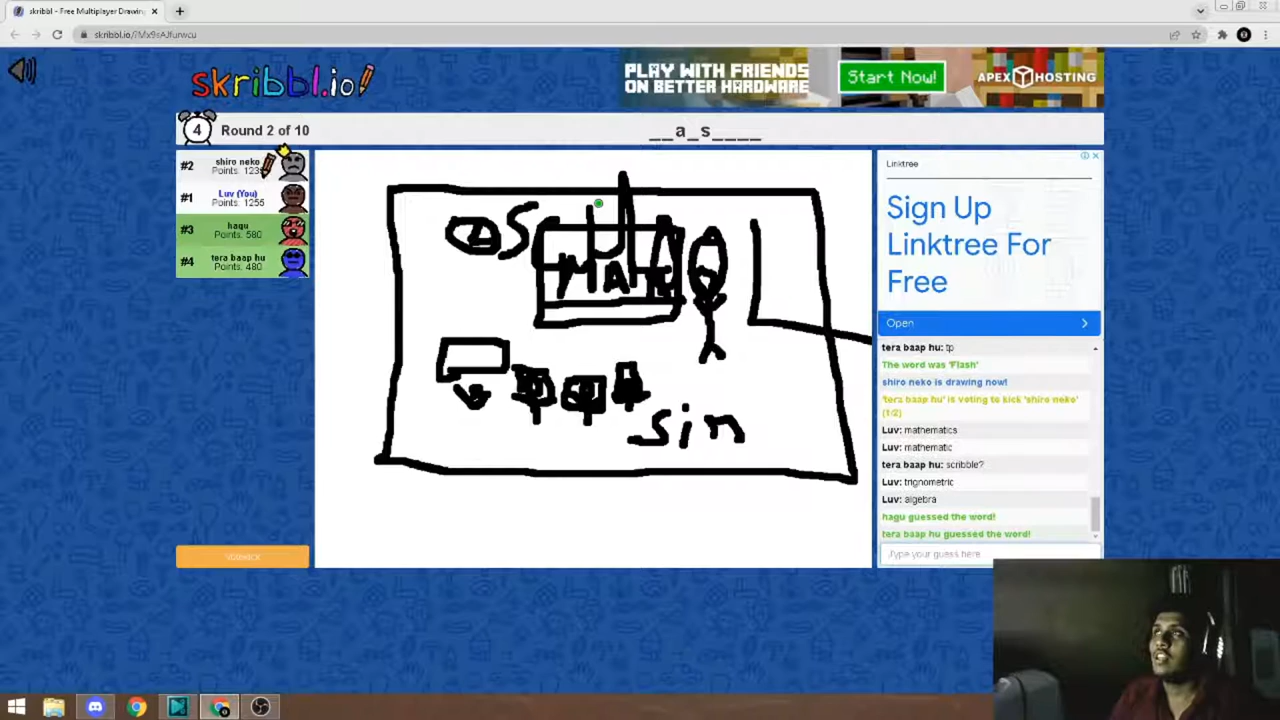 skribbl - Free Multiplayer Drawing
skribbl.io/?Mx9sAJfurwcu
skribbl.io
PLAY WITH FRIENDS
ON BETTER HARDWARE
Start Now!
APEX HOSTING
4
Round 2 of 10
__a_s____
#2
shiro neko
Points: 123
#1
Luv (You)
Points: 1255
#3
hagu
Points: 580
#4
tera baap hu
Points: 480
Votekick
S
MATH
sin
Linktree
Sign Up
Linktree For
Free
Open
tera baap hu: tp
The word was 'Flash'
shiro neko is drawing now!
'tera baap hu' is voting to kick 'shiro neko'
(1/2)
Luv: mathematics
Luv: mathematic
tera baap hu: scribble?
Luv: trignometric
Luv: algebra
hagu guessed the word!
tera baap hu guessed the word!
Type your guess here